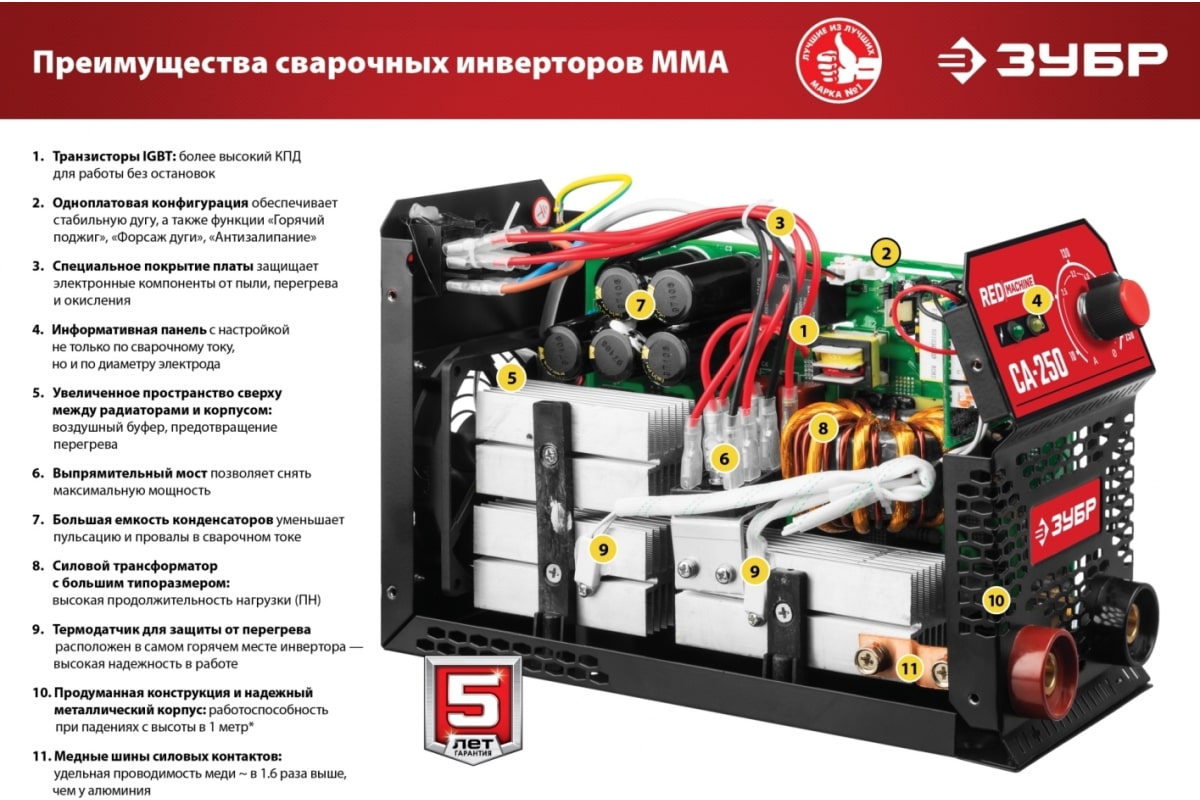 Преимущества сварочных инверторов ММА
ЛУЧШИЕ ИЗ ЛУЧШИХ
МАРКА №1
ЗУБР
1. Транзисторы IGBT: более высокий КПД
для работы без остановок
2. Одноплатовая конфигурация обеспечивает
стабильную дугу, а также функции «Горячий
поджиг», «Форсаж дуги», «Антизалипание»
3. Специальное покрытие платы защищает
электронные компоненты от пыли, перегрева
и окисления
4. Информативная панель с настройкой
не только по сварочному току,
но и по диаметру электрода
5. Увеличенное пространство сверху
между радиаторами и корпусом:
воздушный буфер, предотвращение
перегрева
6. Выпрямительный мост позволяет снять
максимальную мощность
7. Большая емкость конденсаторов уменьшает
пульсацию и провалы в сварочном токе
8. Силовой трансформатор
с большим типоразмером:
высокая продолжительность нагрузки (ПН)
9. Термодатчик для защиты от перегрева
расположен в самом горячем месте инвертора —
высокая надежность в работе
10. Продуманная конструкция и надежный
металлический корпус: работоспособность
при падениях с высоты в 1 метр*
11. Медные шины силовых контактов:
удельная проводимость меди ~ в 1.6 раза выше,
чем у алюминия
3
2
7
1
4
5
8
6
9
9
10
11
RED MACHINE
СА-250
130
10
A
250
ЗУБР
5
ЛЕТ
ГАРАНТИЯ